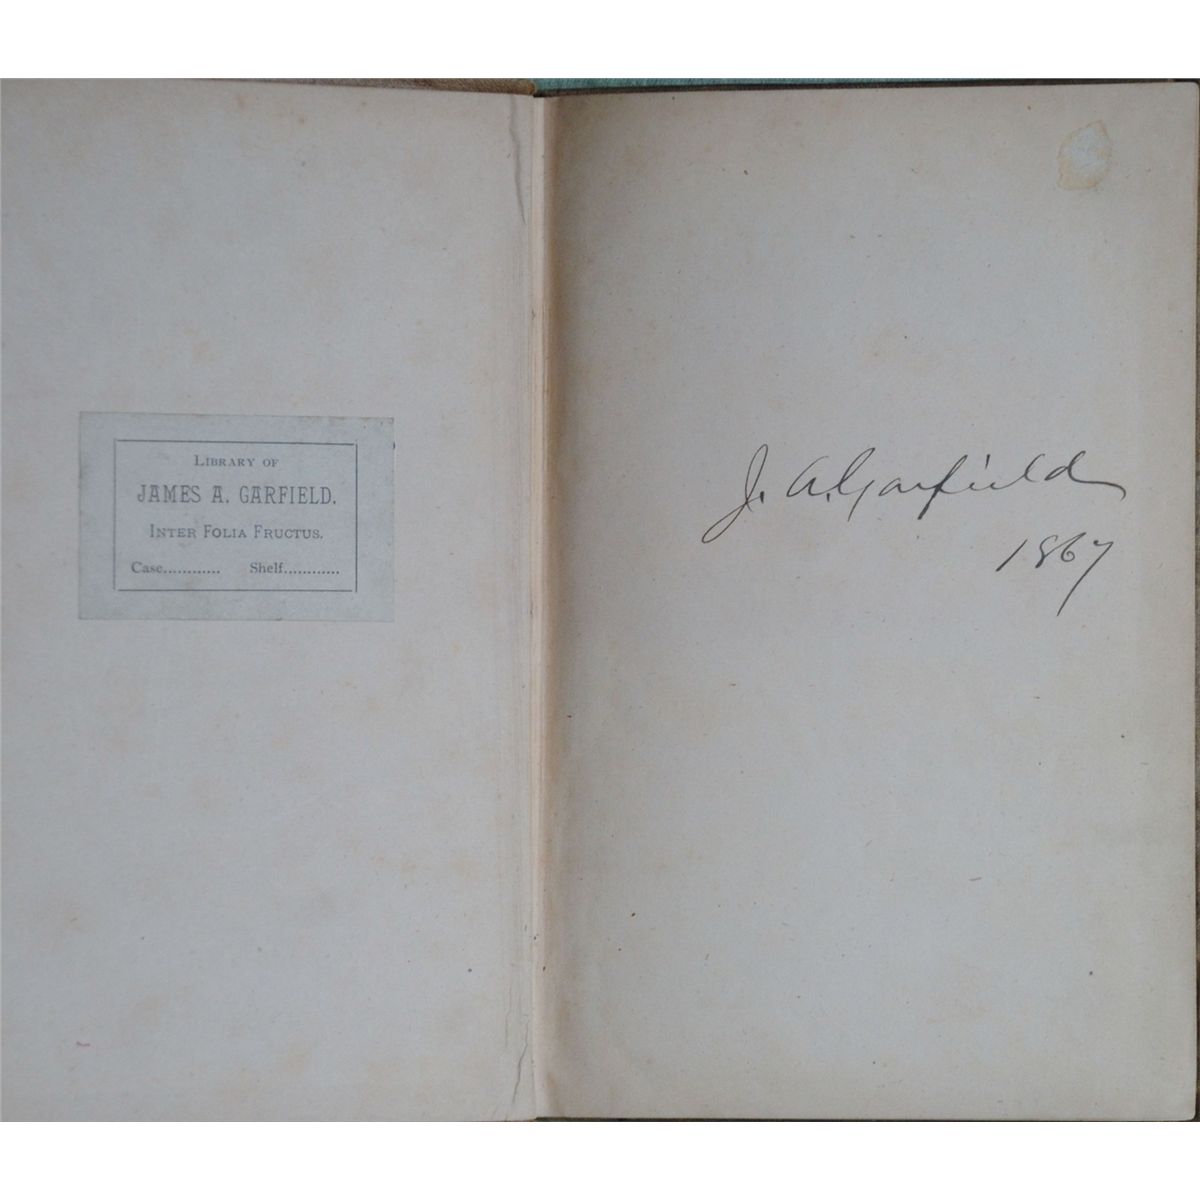 LIBRARY OF
JAMES A. GARFIELD.
INTER FOLIA FRUCTUS.
Case............ Shelf............
J. A. Garfield
1867